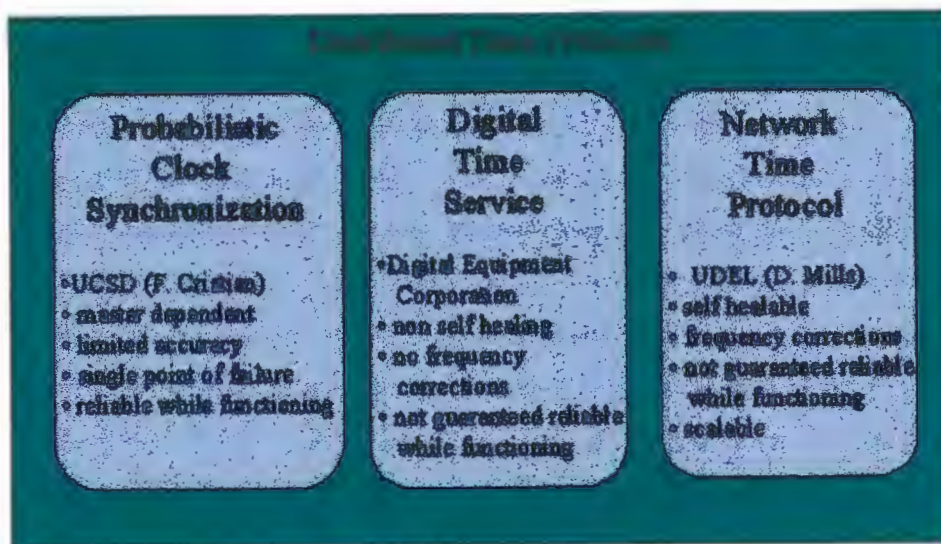 Probabilistic
Clock
Synchronization
•UCSD (F. Cristian)
• master dependent
• limited accuracy
• single point of failure
• reliable while functioning
Digital
Time
Service
•Digital Equipment
Corporation
• non self healing
• no frequency
corrections
• not guaranteed reliable
while functioning
Network
Time
Protocol
• UDEL (D. Mills)
• self healable
• frequency corrections
• not guaranteed reliable
while functioning
• scalable